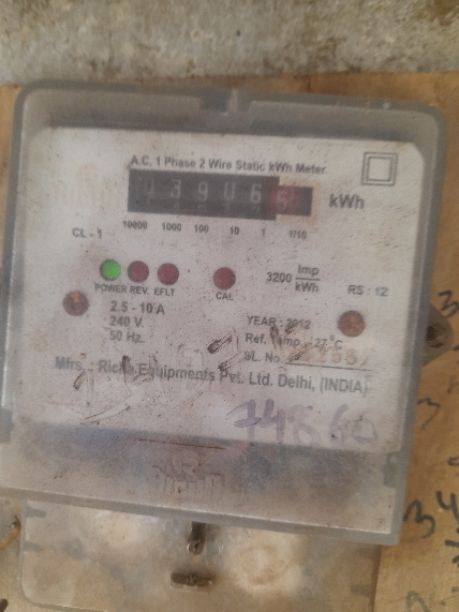 A.C. 1 Phase 2 Wire Static kWh Meter.
03906 5 kWh
10000 1000 100 10 1 1/10
CL - 1
POWER REV. EFLT CAL
3200 Imp/kWh
RS : 12
2.5 - 10 A
240 V.
50 Hz.
YEAR : 2012
Ref. Temp. : 27°C
SL. No.
Mfrs. : Equipments Pvt. Ltd. Delhi, (INDIA)